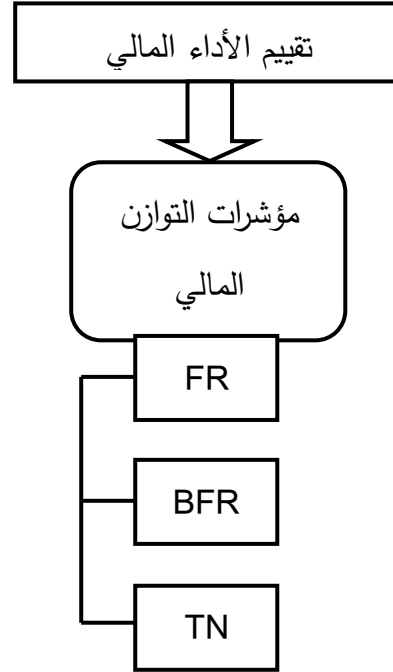 تقييم الأداء المالي
مؤشرات التوازن
المالي
FR
BFR
TN